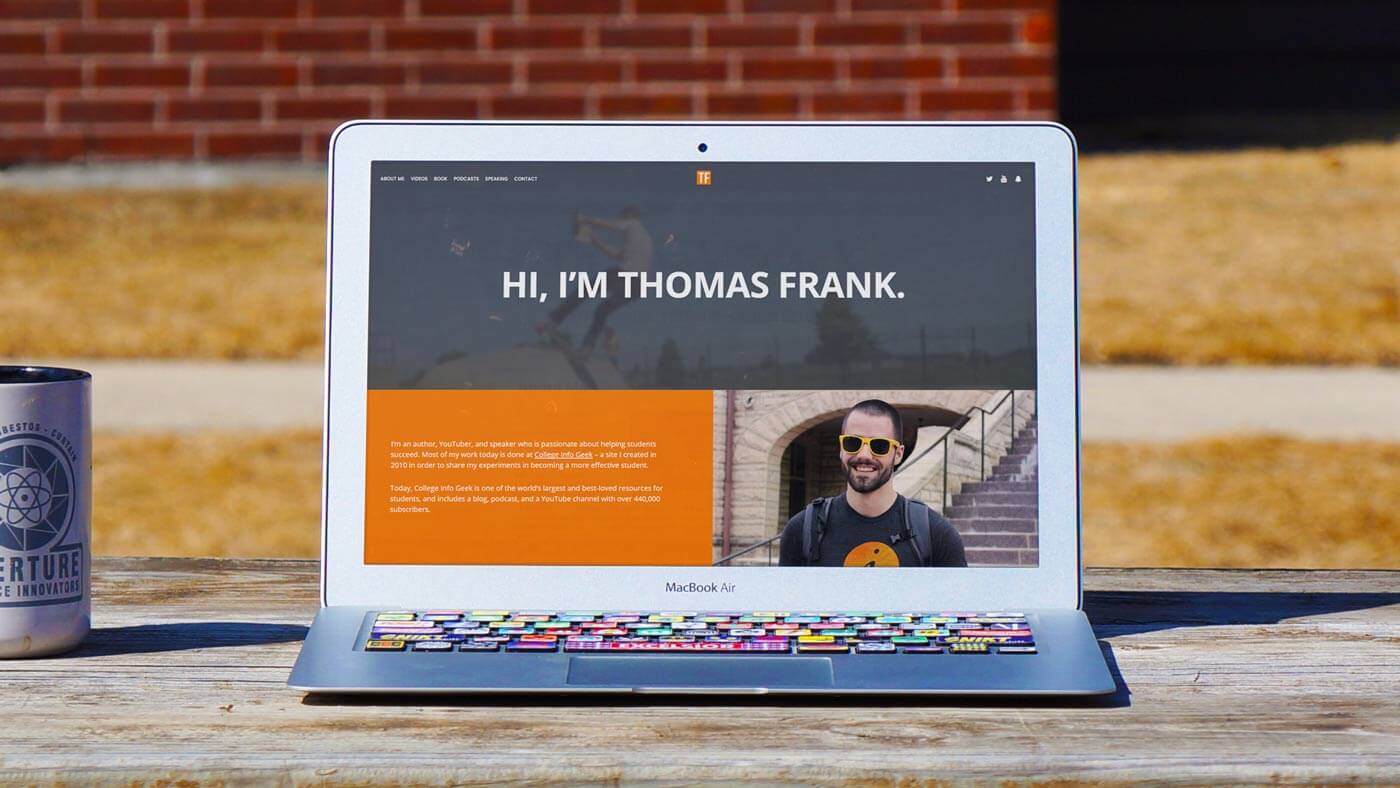 ABOUT ME VIDEOS BOOK PODCASTS SPEAKING CONTACT
TF
HI, I'M THOMAS FRANK.
I'm an author, YouTuber, and speaker who is passionate about helping students
succeed. Most of my work today is done at College Info Geek – a site I created in
2010 in order to share my experiments in becoming a more effective student.
Today, College Info Geek is one of the world's largest and best-loved resources for
students, and includes a blog, podcast, and a YouTube channel with over 440,000
subscribers.
MacBook Air
SNIKT
SNIKT
EXCELSIOR
BESTOS - CURTAIN
ERTURE
CE INNOVATORS